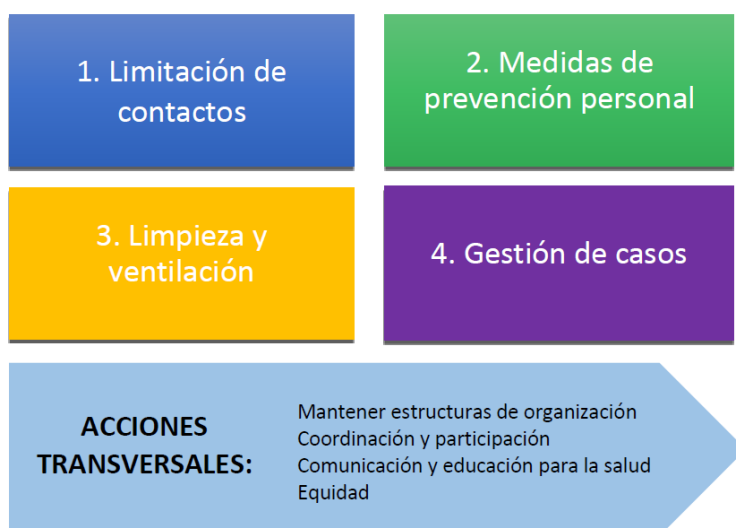 1. Limitación de
contactos
2. Medidas de
prevención personal
3. Limpieza y
ventilación
4. Gestión de casos
ACCIONES
TRANSVERSALES:
Mantener estructuras de organización
Coordinación y participación
Comunicación y educación para la salud
Equidad